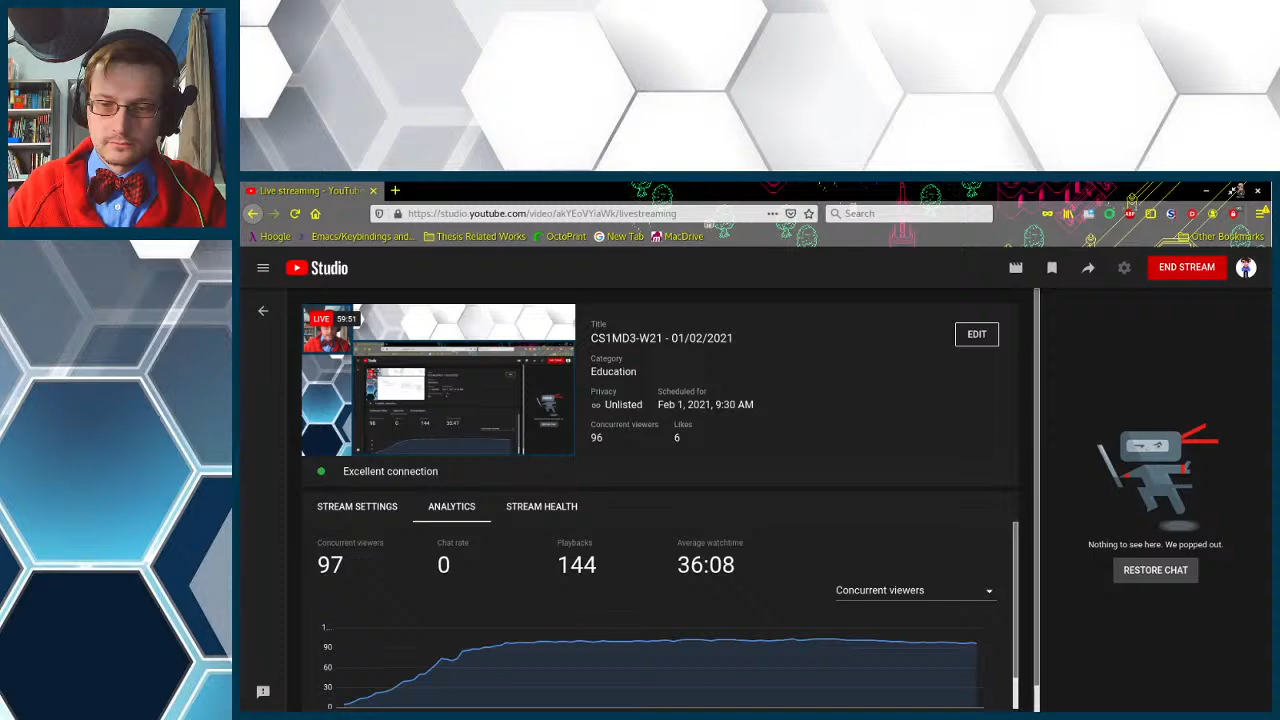 Live streaming - YouTube
https://studio.youtube.com/video/akYEoVYiaWk/livestreaming
Search
Hoogle
Emacs/Keybindings and...
Thesis Related Works
OctoPrint
New Tab
MacDrive
Other Bookmarks
Studio
END STREAM
LIVE 59:51
Title
CS1MD3-W21 - 01/02/2021
EDIT
Category
Education
Privacy
Scheduled for
Unlisted
Feb 1, 2021, 9:30 AM
Concurrent viewers
Likes
96
6
Excellent connection
STREAM SETTINGS
ANALYTICS
STREAM HEALTH
Concurrent viewers
Chat rate
Playbacks
Average watchtime
97
0
144
36:08
Concurrent viewers
1...
90
60
30
0
Nothing to see here. We popped out.
RESTORE CHAT